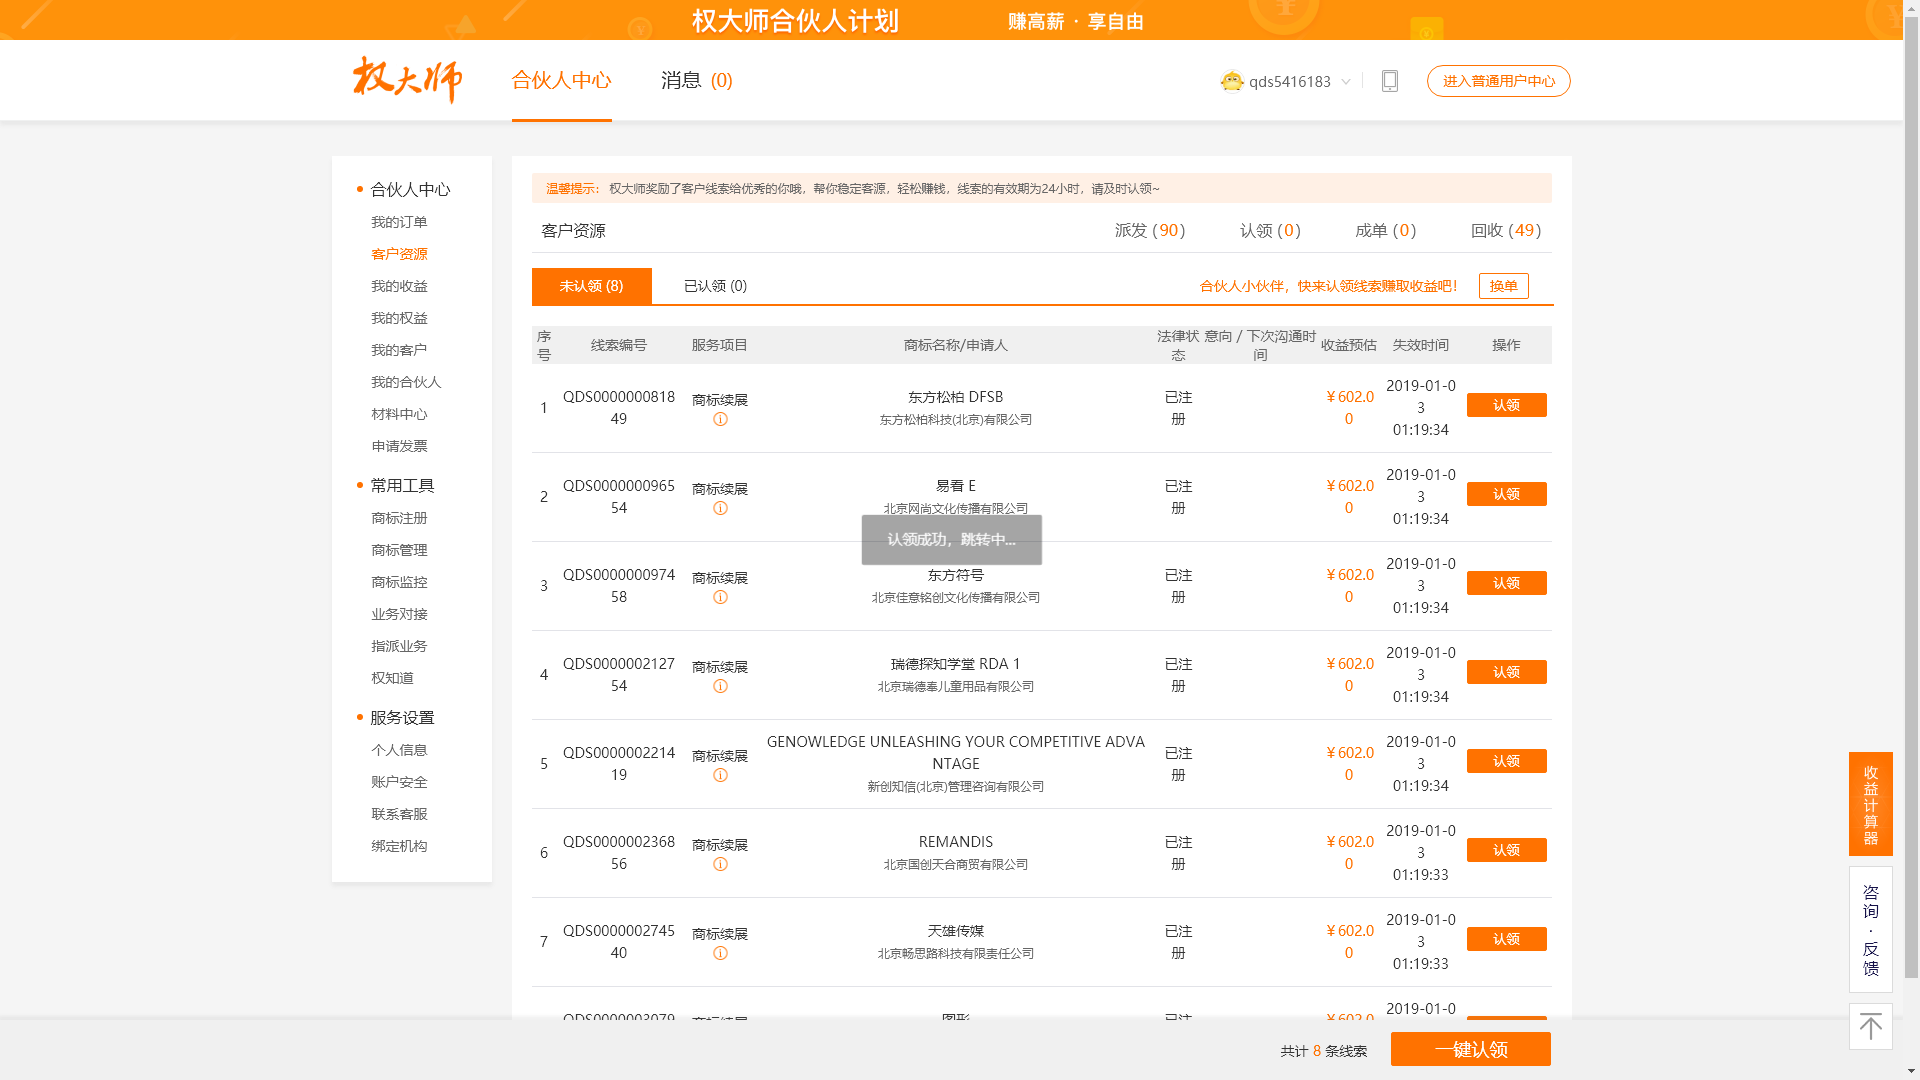 权大师合伙人计划 赚高薪 · 享自由
权大师 合伙人中心 消息 (0) qds5416183 进入普通用户中心
合伙人中心
我的订单
客户资源
我的收益
我的权益
我的客户
我的合伙人
材料中心
申请发票
常用工具
商标注册
商标管理
商标监控
业务对接
指派业务
权知道
服务设置
个人信息
账户安全
联系客服
绑定机构
温馨提示： 权大师奖励了客户线索给优秀的你哦，帮你稳定客源，轻松赚钱，线索的有效期为24小时，请及时认领~
客户资源 派发 (90) 认领 (0) 成单 (0) 回收 (49)
未认领 (8) 已认领 (0) 合伙人小伙伴，快来认领线索赚取收益吧！ 换单
序号 线索编号 服务项目 商标名称/申请人 法律状态 意向 / 下次沟通时间 收益预估 失效时间 操作
1 QDS000000081849 商标续展 东方松柏 DFSB 东方松柏科技(北京)有限公司 已注册 ￥602.00 2019-01-03 01:19:34 认领
2 QDS000000096554 商标续展 易看 E 北京网尚文化传播有限公司 已注册 ￥602.00 2019-01-03 01:19:34 认领
认领成功，跳转中...
3 QDS000000097458 商标续展 东方符号 北京佳意铭创文化传播有限公司 已注册 ￥602.00 2019-01-03 01:19:34 认领
4 QDS000000212754 商标续展 瑞德探知学堂 RDA 1 北京瑞德奉儿童用品有限公司 已注册 ￥602.00 2019-01-03 01:19:34 认领
5 QDS000000221419 商标续展 GENOWLEDGE UNLEASHING YOUR COMPETITIVE ADVANTAGE 新创知信(北京)管理咨询有限公司 已注册 ￥602.00 2019-01-03 01:19:34 认领
6 QDS000000236856 商标续展 REMANDIS 北京国创天合商贸有限公司 已注册 ￥602.00 2019-01-03 01:19:33 认领
7 QDS000000274540 商标续展 天雄传媒 北京畅思路科技有限责任公司 已注册 ￥602.00 2019-01-03 01:19:33 认领
QDS0000003079 商标续展 图形 已注 ￥602.0 2019-01-0
共计 8 条线索 一键认领
收益计算器
咨询·反馈